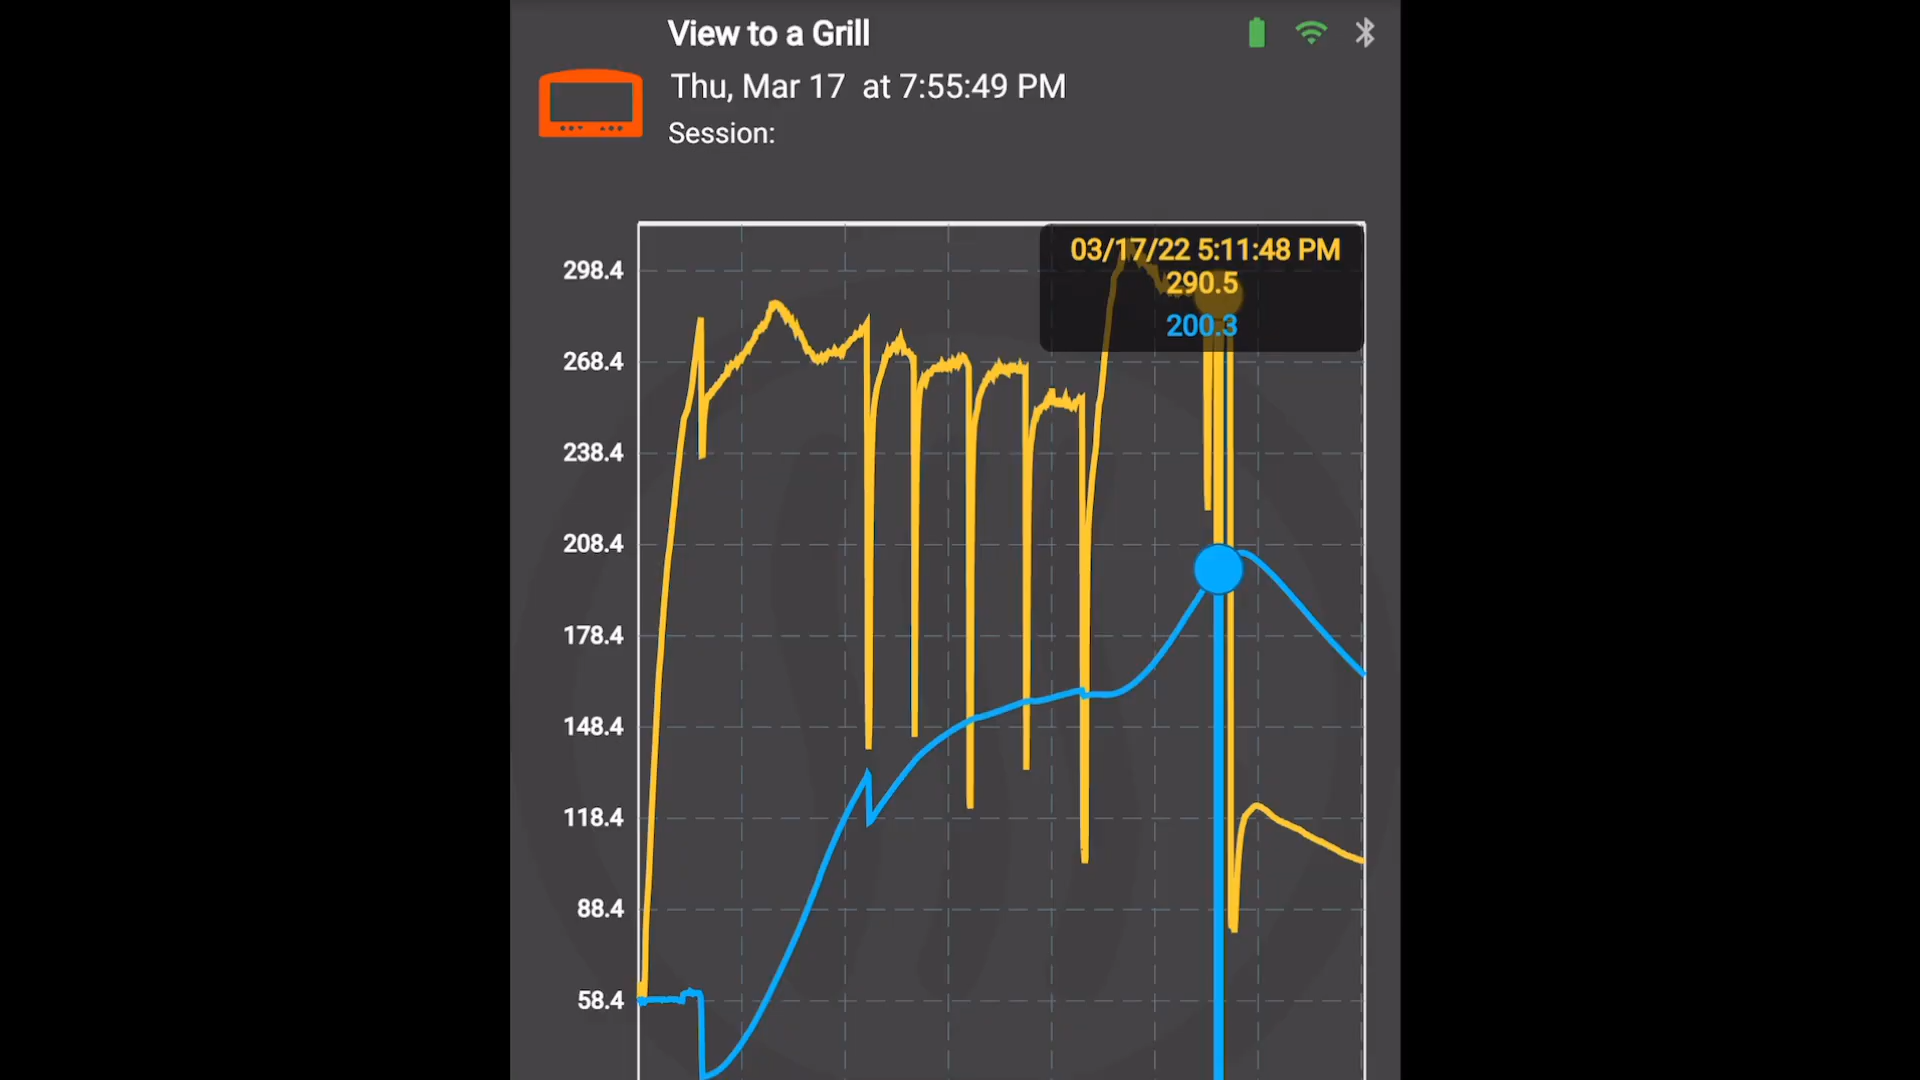 View to a Grill
Thu, Mar 17 at 7:55:49 PM
Session:
03/17/22 5:11:48 PM
290.5
200.3
298.4
268.4
238.4
208.4
178.4
148.4
118.4
88.4
58.4